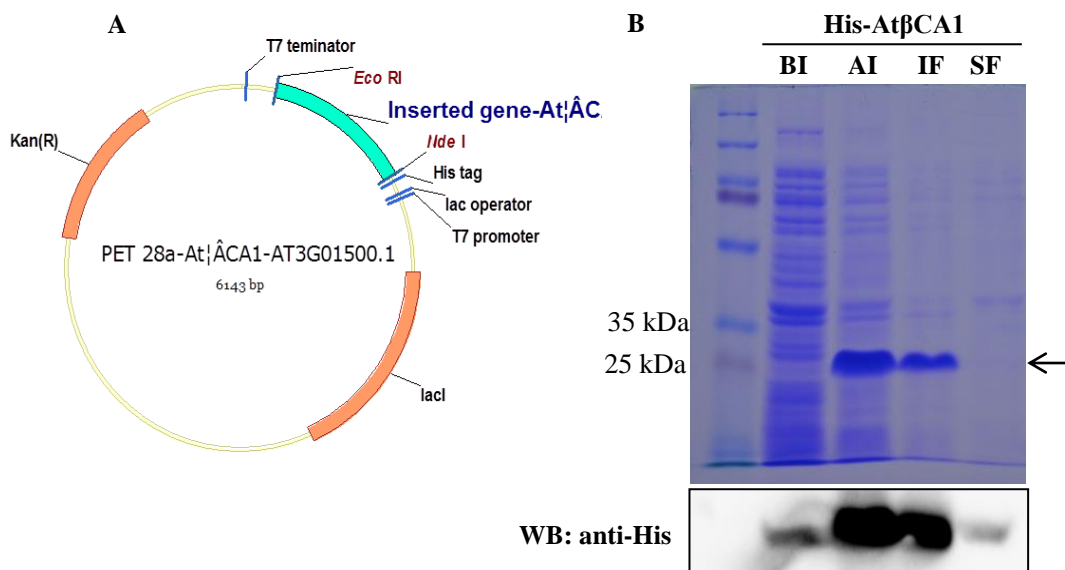 A
T7 teminator
Eco RI
Inserted gene-At¦ÂC
Nde I
His tag
lac operator
T7 promoter
Kan(R)
PET 28a-At¦ÂCA1-AT3G01500.1
6143 bp
lacI
B
His-AtβCA1
BI AI IF SF
35 kDa
25 kDa
WB: anti-His